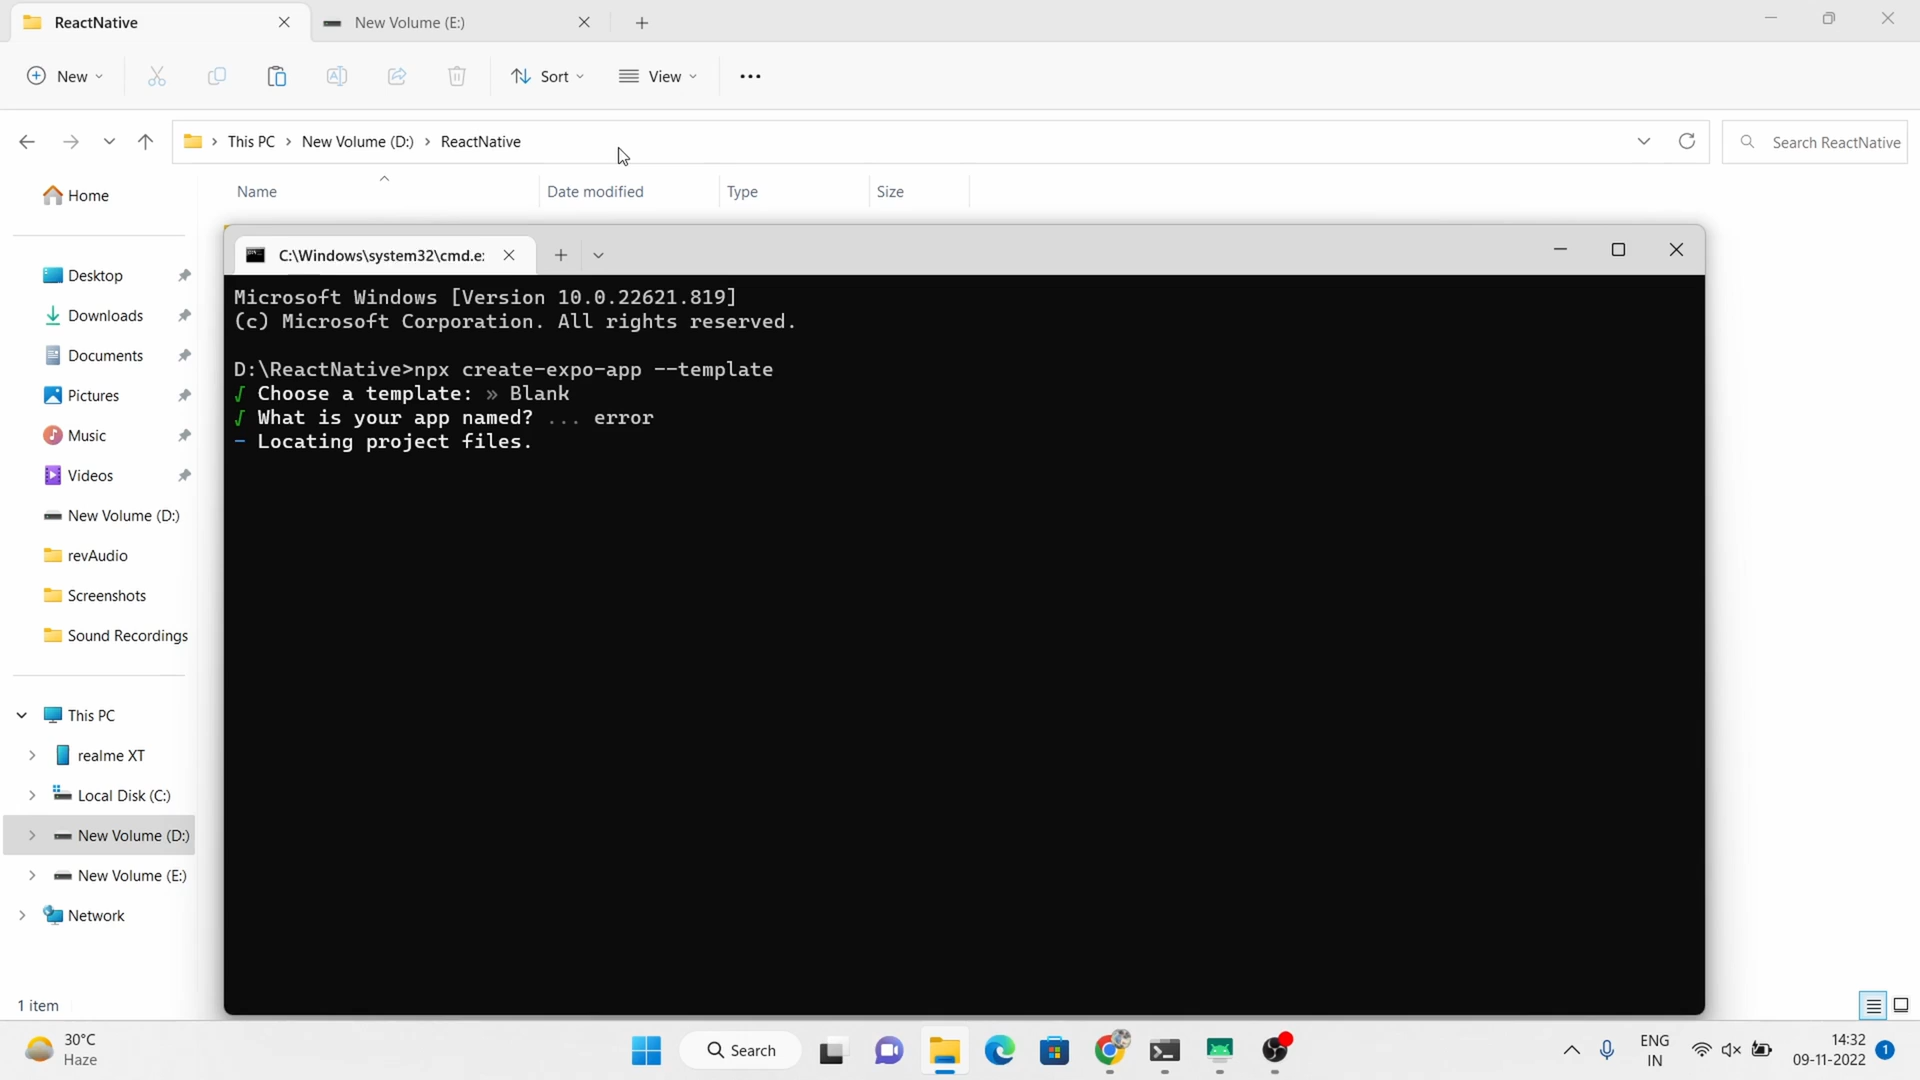 ReactNative
New Volume (E:)
New
Sort
View
This PC
New Volume (D:)
ReactNative
Search ReactNative
Name
Date modified
Type
Size
Home
Desktop
Downloads
Documents
Pictures
Music
Videos
New Volume (D:)
revAudio
Screenshots
Sound Recordings
This PC
realme XT
Local Disk (C:)
New Volume (D:)
New Volume (E:)
Network
1 item
C:\Windows\system32\cmd.e:
Microsoft Windows [Version 10.0.22621.819]
(c) Microsoft Corporation. All rights reserved.
D:\ReactNative>npx create-expo-app --template
√ Choose a template: » Blank
√ What is your app named? ... error
- Locating project files.
30°C
Haze
Search
ENG
IN
14:32
09-11-2022
1